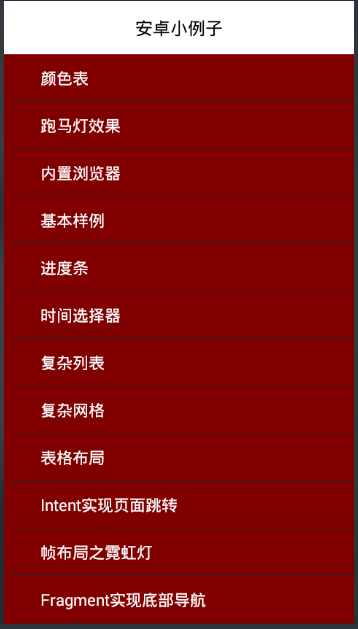 安卓小例子
颜色表
跑马灯效果
内置浏览器
基本样例
进度条
时间选择器
复杂列表
复杂网格
表格布局
Intent实现页面跳转
帧布局之霓虹灯
Fragment实现底部导航